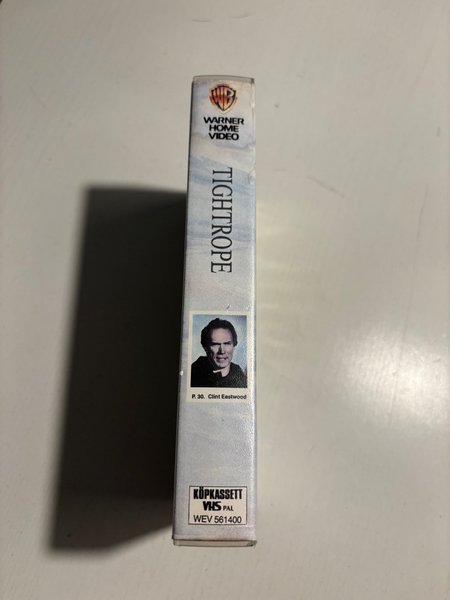 WB
WARNER
HOME
VIDEO
TIGHTROPE
P. 30. Clint Eastwood
KÖPKASSETT
VHS PAL
WEV 561400